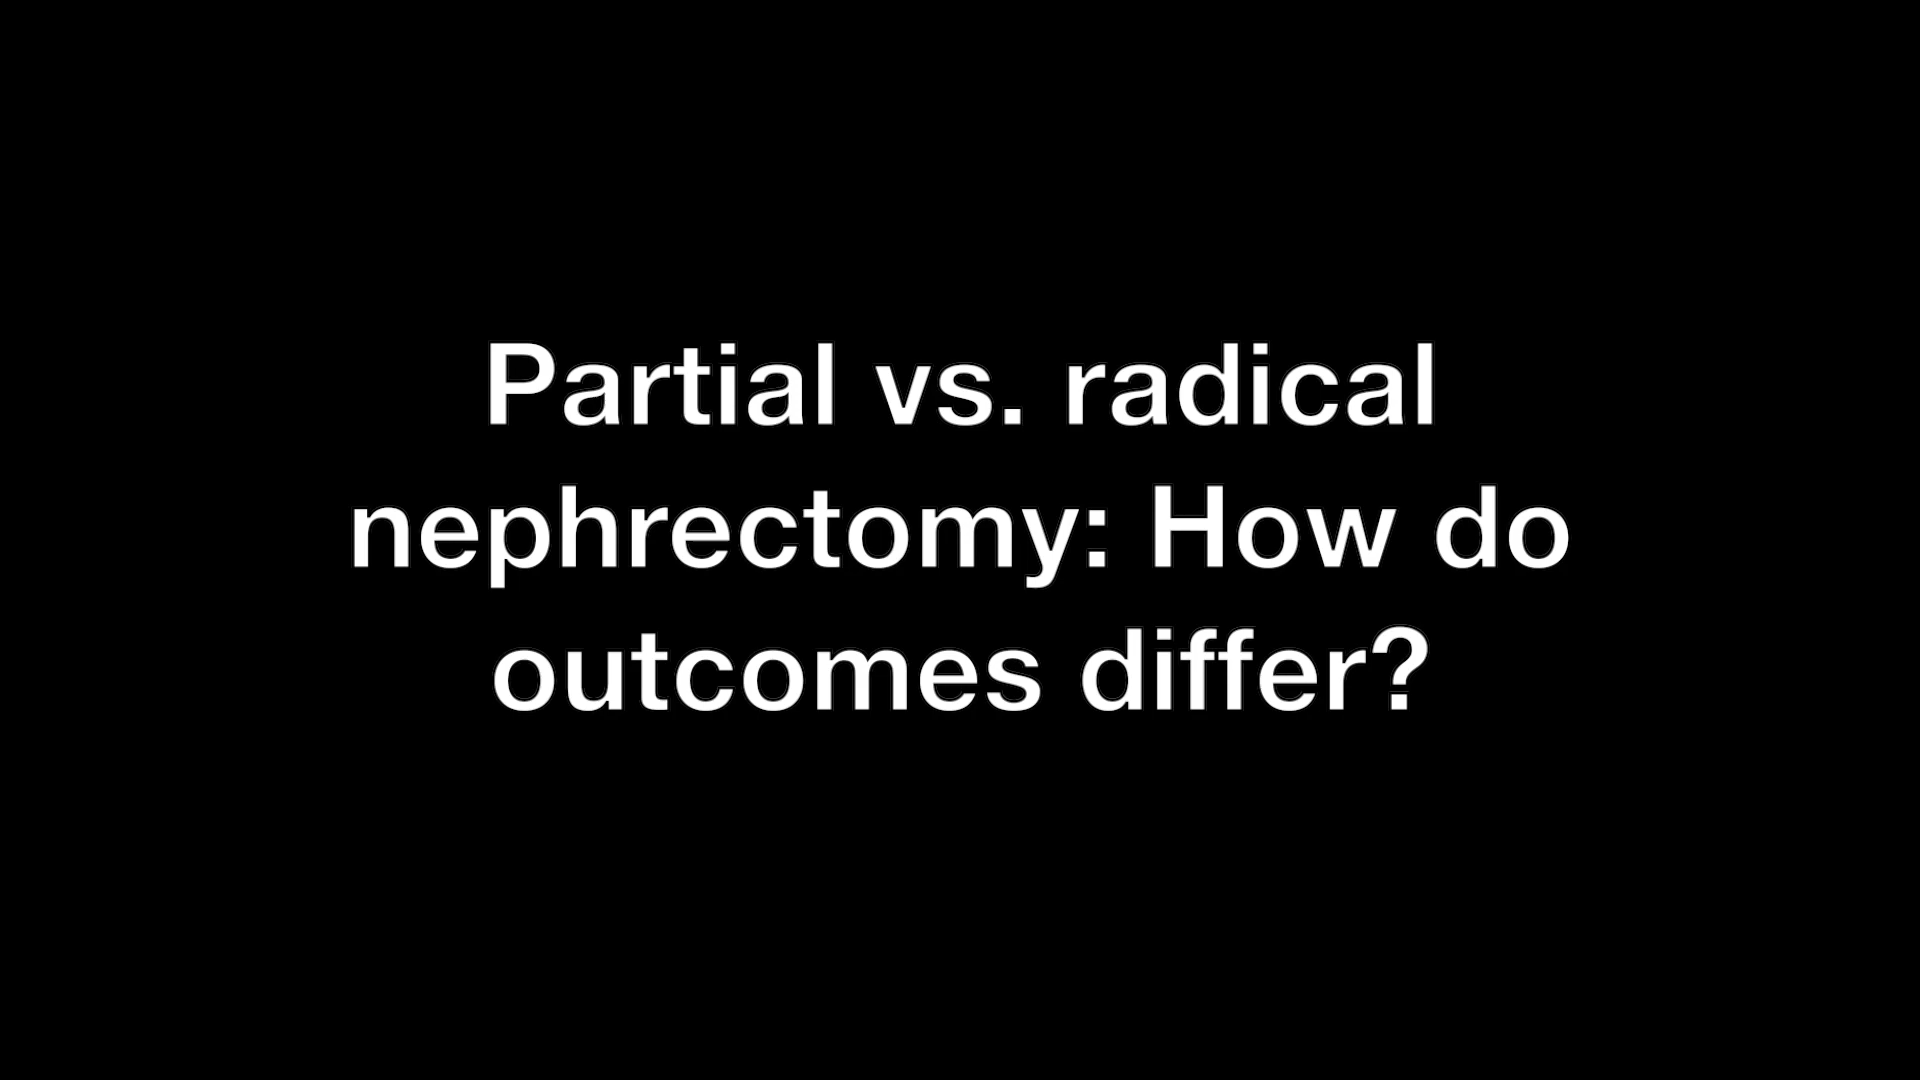 Partial vs. radical
nephrectomy: How do
outcomes differ?